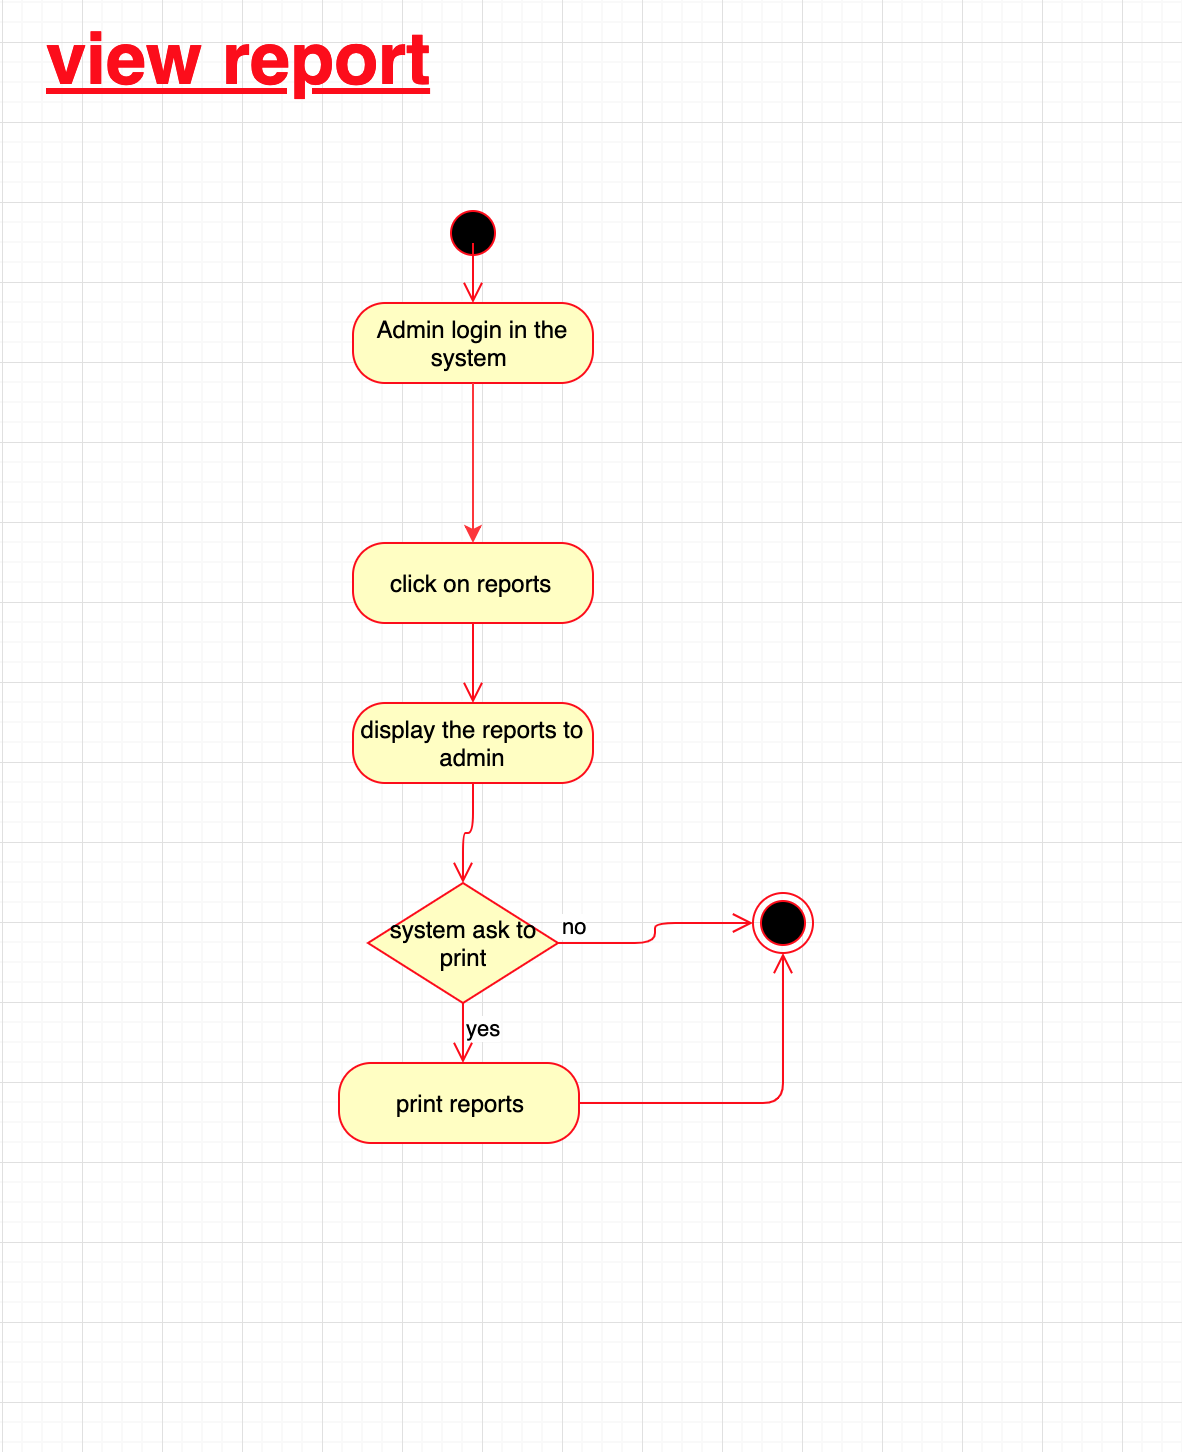 view report
Admin login in the
system
click on reports
display the reports to
admin
system ask to
print
no
yes
print reports